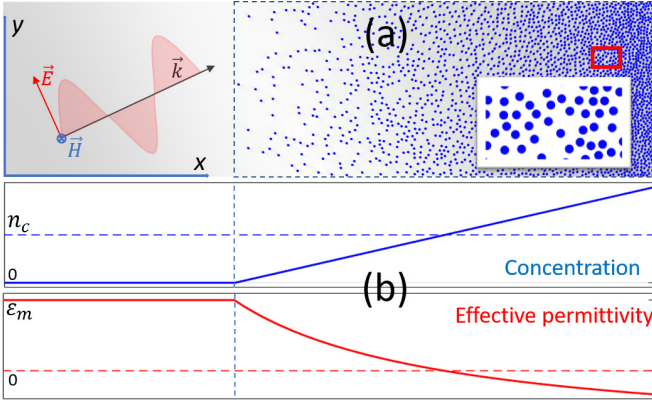 y
(a)
E⃗
k⃗
H⃗
x
n_c
0
Concentration
(b)
ε_m
Effective permittivity
0